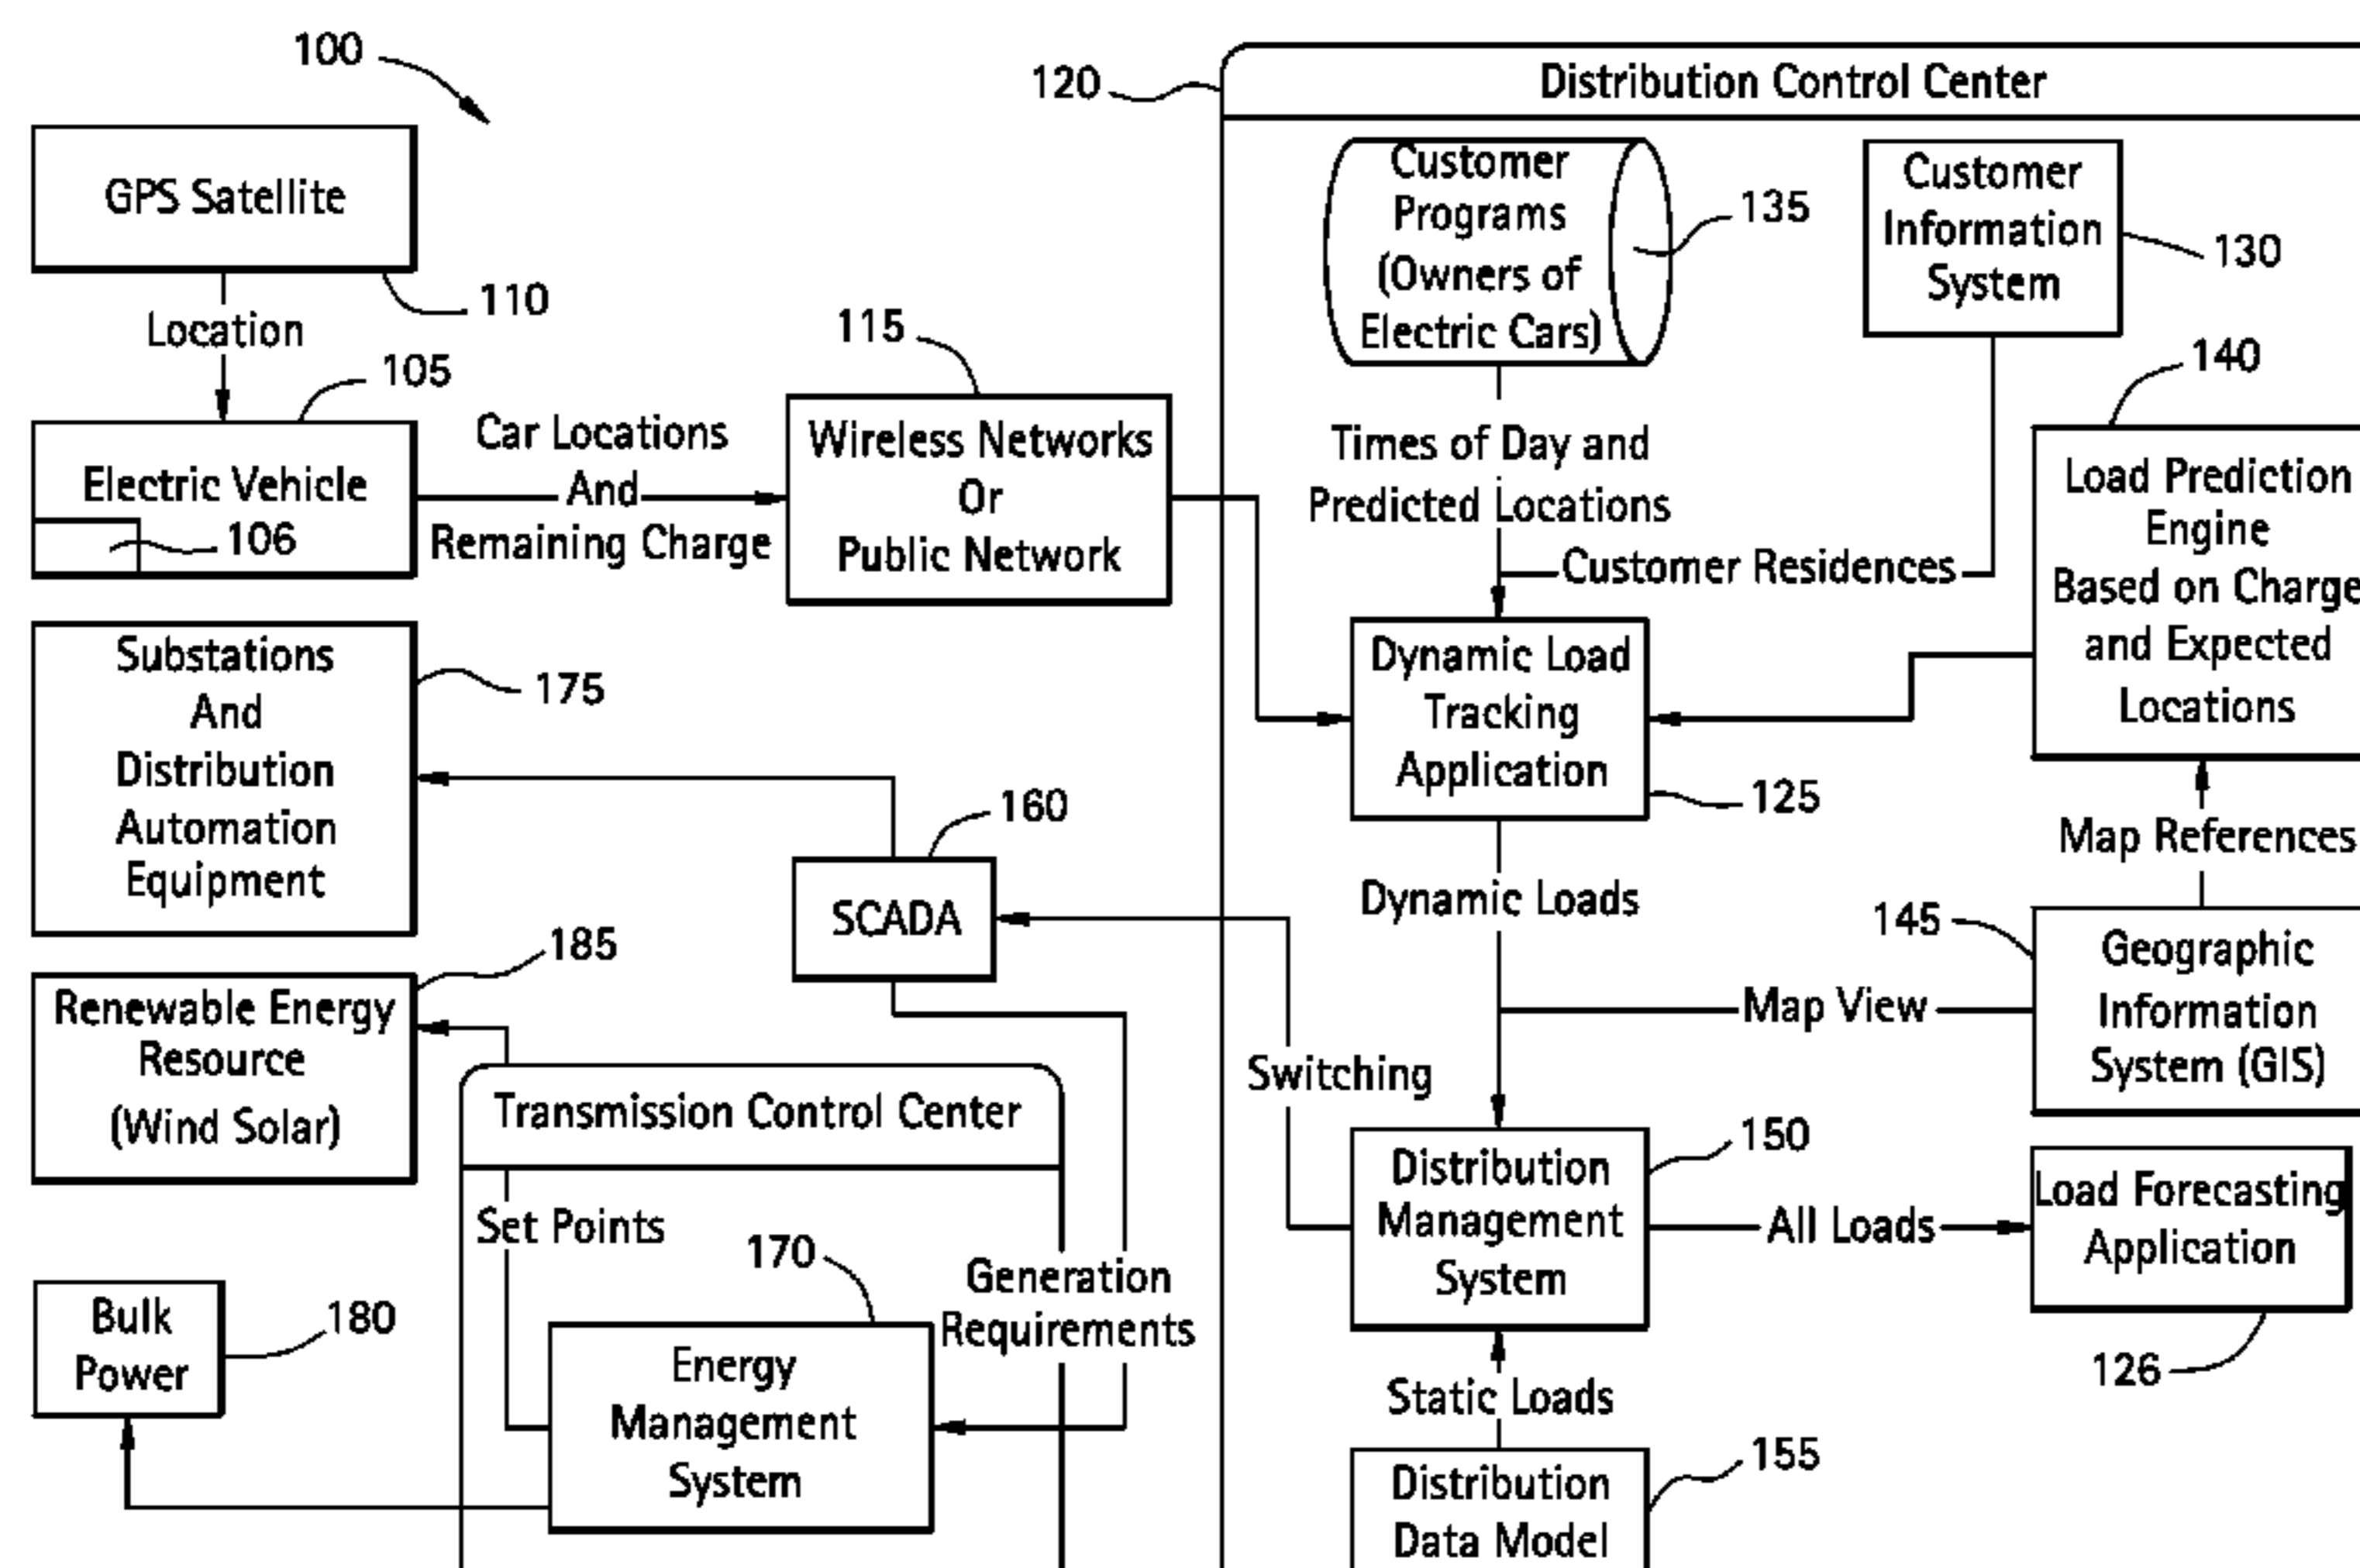 100
120
Distribution Control Center
GPS Satellite
110
Location
105
Electric Vehicle
106
Car Locations
And
Remaining Charge
115
Wireless Networks
Or
Public Network
Customer
Programs
(Owners of
Electric Cars)
135
Customer
Information
System
130
Times of Day and
Predicted Locations
Customer Residences
140
Load Prediction
Engine
Based on Charge
and Expected
Locations
Dynamic Load
Tracking
Application
125
Substations
And
Distribution
Automation
Equipment
175
160
SCADA
Dynamic Loads
Map References
145
Geographic
Information
System (GIS)
Map View
185
Renewable Energy
Resource
(Wind Solar)
Transmission Control Center
Switching
Set Points
170
Generation
Requirements
Energy
Management
System
Bulk
Power
180
150
Distribution
Management
System
All Loads
Load Forecasting
Application
126
Static Loads
155
Distribution
Data Model